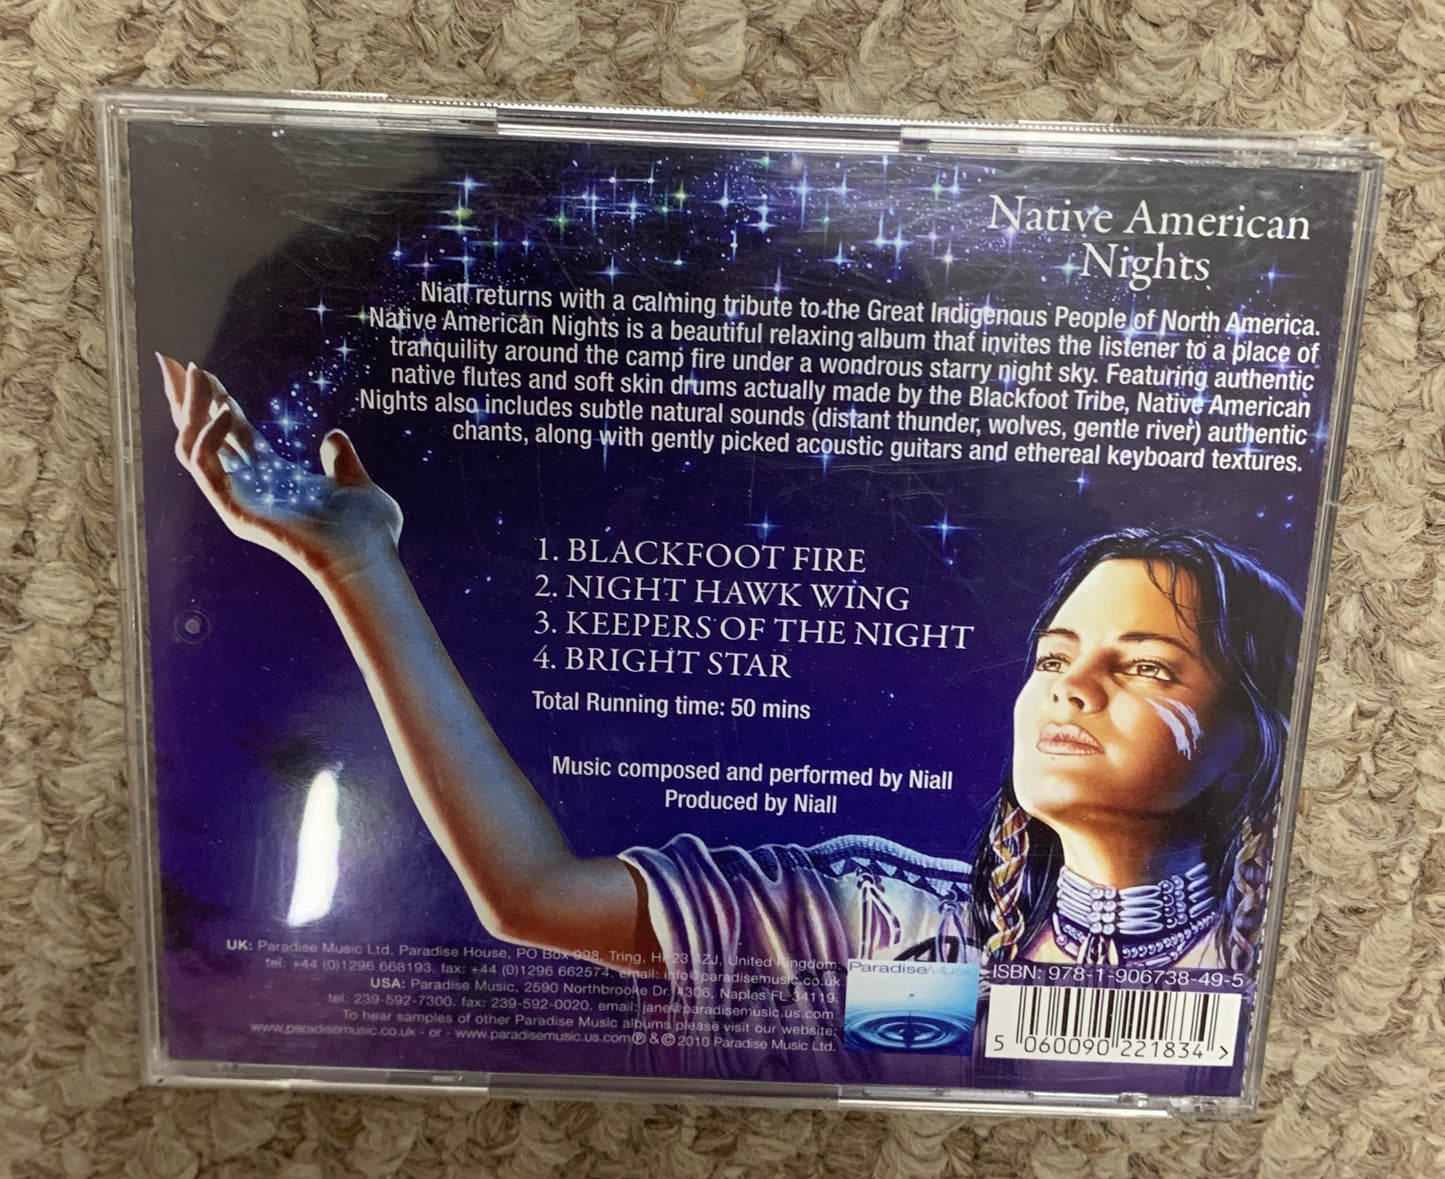 Native American
Nights
Niall returns with a calming tribute to the Great Indigenous People of North America.
Native American Nights is a beautiful relaxing album that invites the listener to a place of
tranquility around the camp fire under a wondrous starry night sky. Featuring authentic
native flutes and soft skin drums actually made by the Blackfoot Tribe, Native American
Nights also includes subtle natural sounds (distant thunder, wolves, gentle river) authentic
chants, along with gently picked acoustic guitars and ethereal keyboard textures.
1. BLACKFOOT FIRE
2. NIGHT HAWK WING
3. KEEPERS OF THE NIGHT
4. BRIGHT STAR
Total Running time: 50 mins
Music composed and performed by Niall
Produced by Niall
UK: Paradise Music Ltd, Paradise House, PO Box 998, Tring, HP23 4ZJ, United Kingdom.
tel: +44 (0)1296 668193. fax: +44 (0)1296 662574. email: info@paradisemusic.co.uk
USA: Paradise Music, 2590 Northbrooke Dr. #306, Naples FL 34119.
tel: 239-592-7300. fax: 239-592-0020. email: jane@paradisemusic.us.com
To hear samples of other Paradise Music albums please visit our website:
www.paradisemusic.co.uk - or - www.paradisemusic.us.com ℗ & © 2010 Paradise Music Ltd.
ParadiseMusic
ISBN: 978-1-906738-49-5
5 060090 221834 >